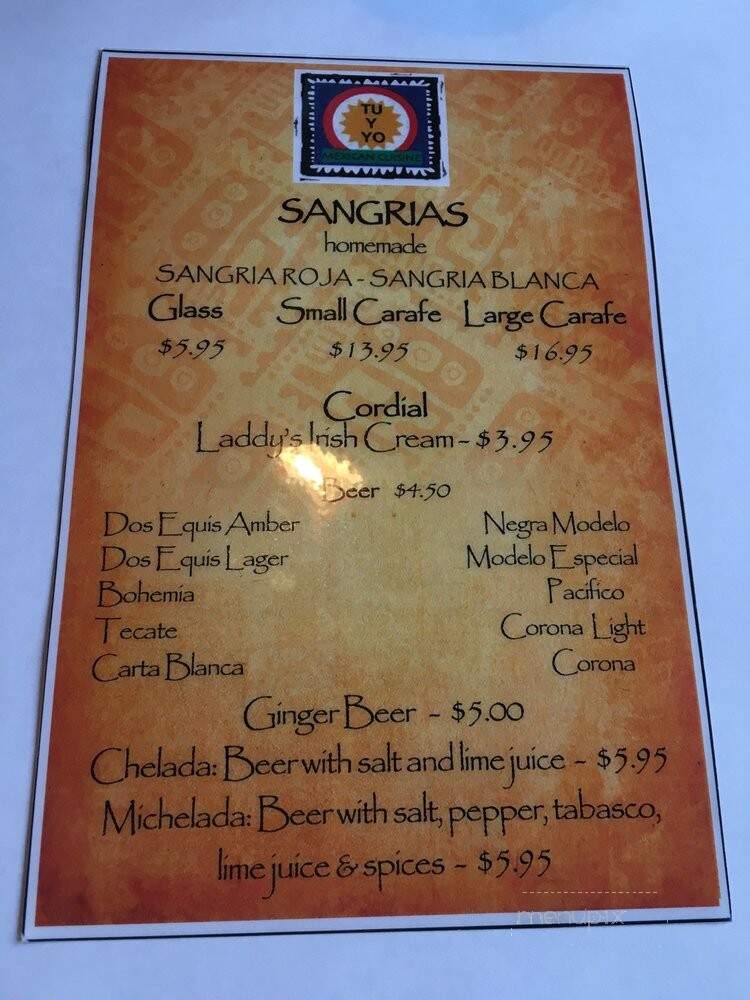 TU
Y
YO
MEXICAN CUISINE
SANGRIAS
homemade
SANGRIA ROJA - SANGRIA BLANCA
Glass Small Carafe Large Carafe
$5.95 $13.95 $16.95
Cordial
Laddy's Irish Cream - $3.95
Beer $4.50
Dos Equis Amber Negra Modelo
Dos Equis Lager Modelo Especial
Bohemia Pacifico
Tecate Corona Light
Carta Blanca Corona
Ginger Beer - $5.00
Chelada: Beer with salt and lime juice - $5.95
Michelada: Beer with salt, pepper, tabasco,
lime juice & spices - $5.95
menupix